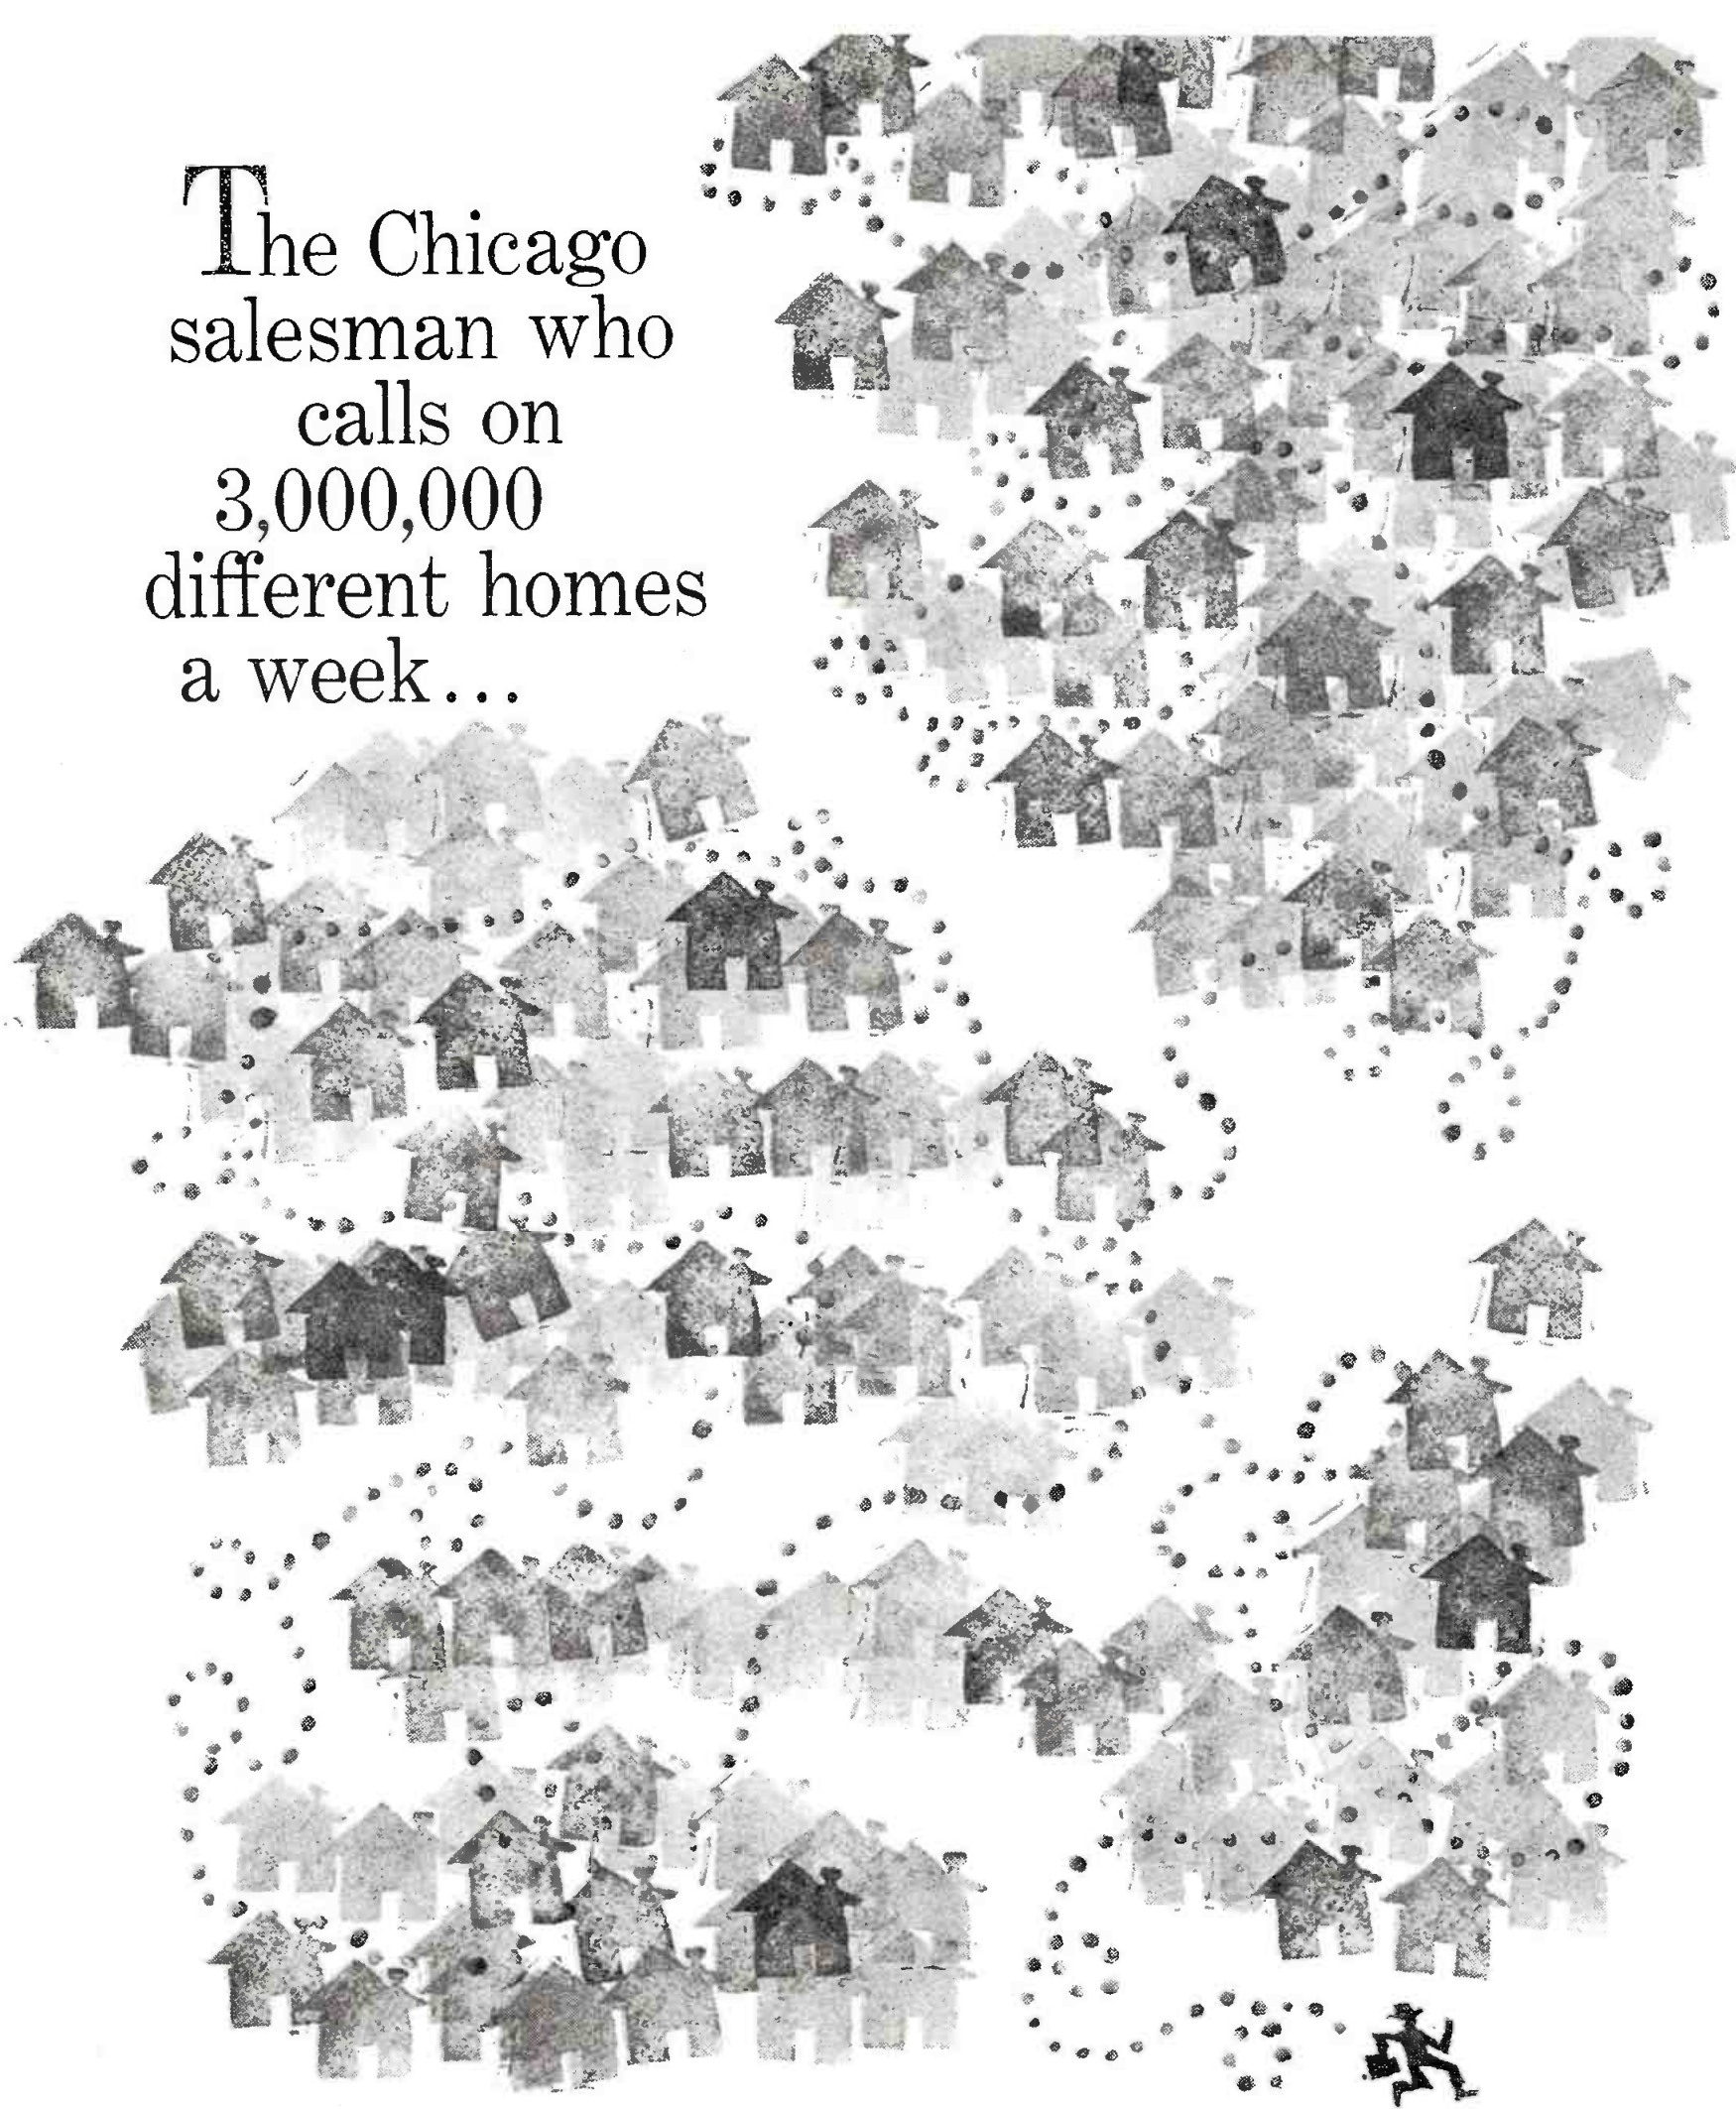 The Chicago
salesman who
calls on
3,000,000
different homes
a week...